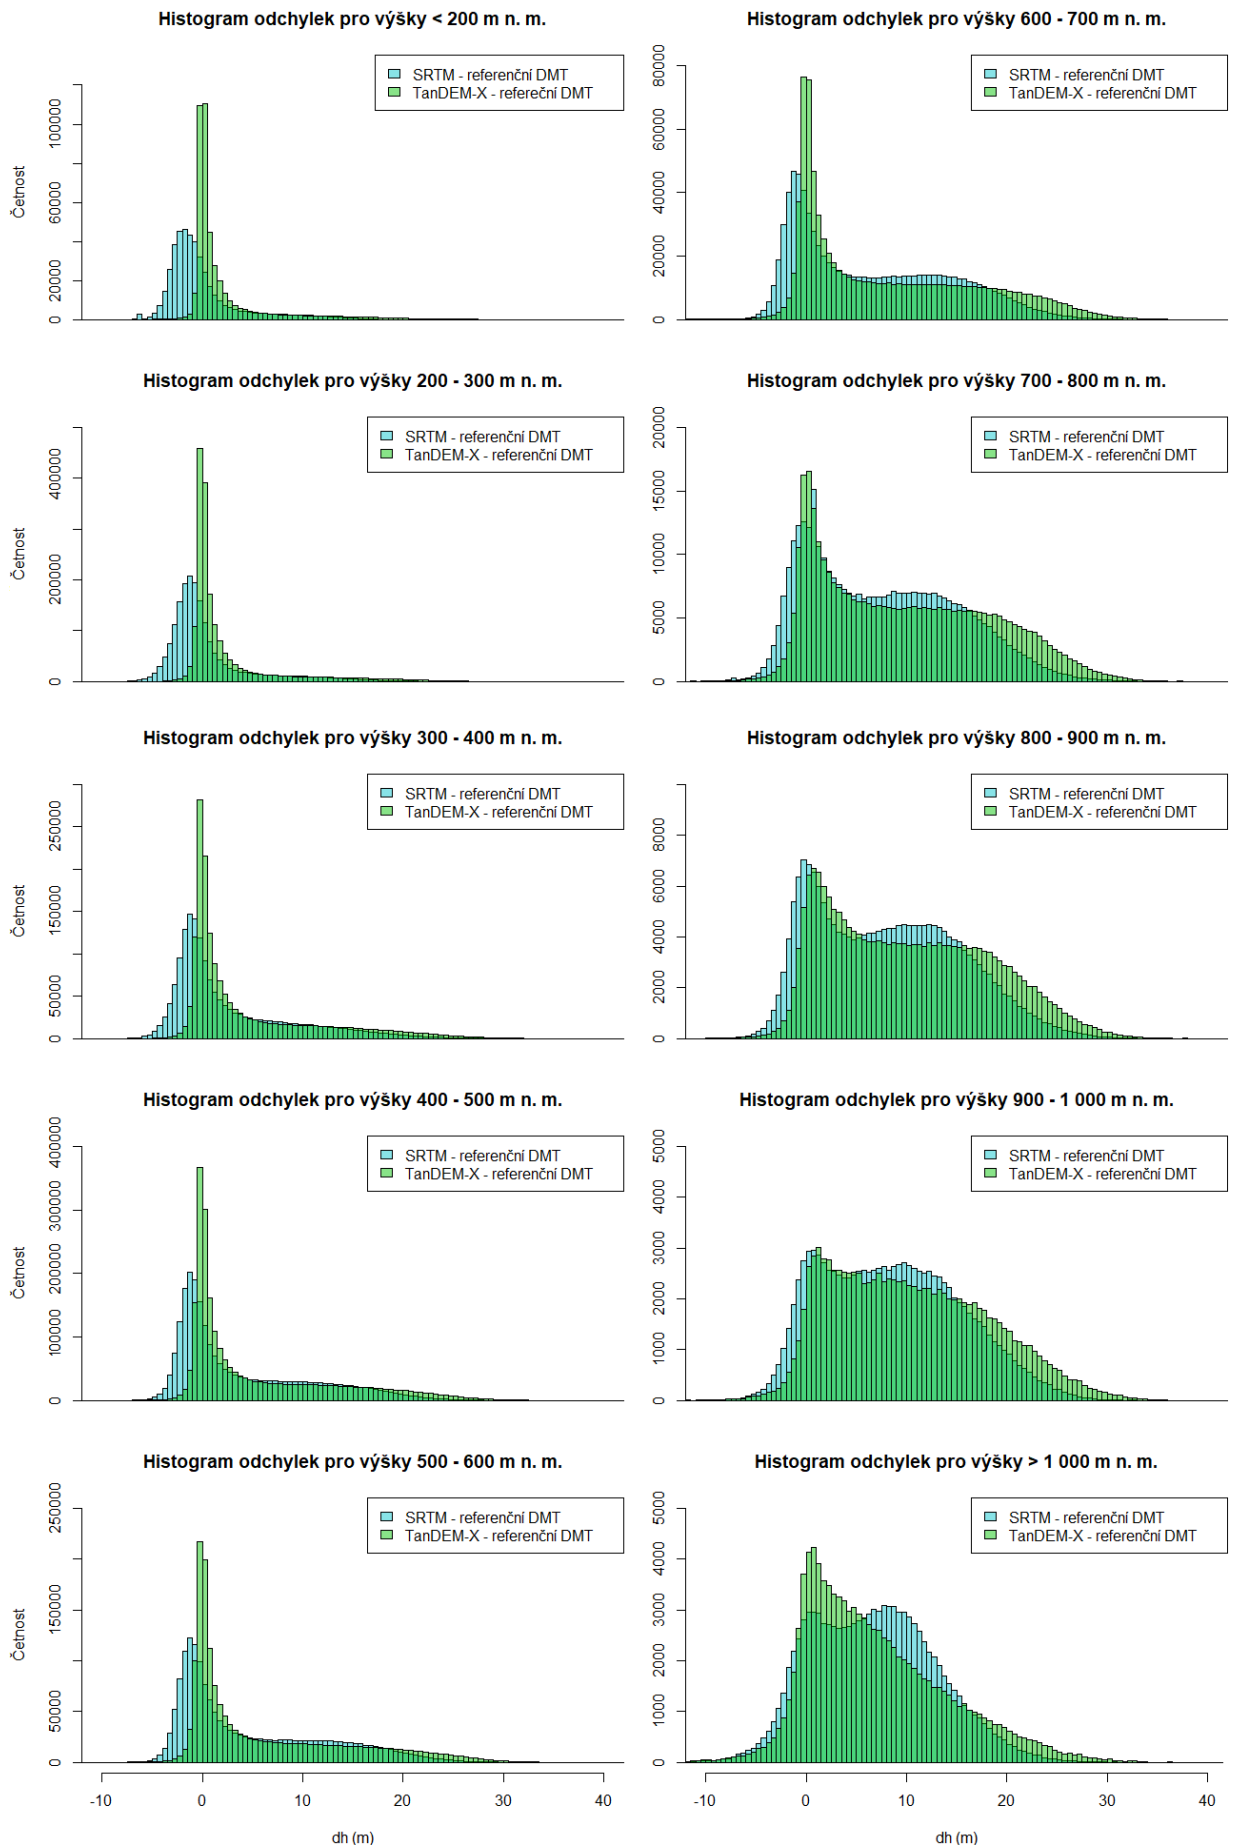 Histogram odchylek pro výšky < 200 m n. m.
SRTM - referenční DMT
TanDEM-X - refereční DMT
Četnost
0
20000
60000
100000
Histogram odchylek pro výšky 600 - 700 m n. m.
SRTM - referenční DMT
TanDEM-X - referenční DMT
0
20000
40000
60000
80000
Histogram odchylek pro výšky 200 - 300 m n. m.
SRTM - referenční DMT
TanDEM-X - referenční DMT
Četnost
0
200000
400000
Histogram odchylek pro výšky 700 - 800 m n. m.
SRTM - referenční DMT
TanDEM-X - referenční DMT
0
5000
10000
15000
20000
Histogram odchylek pro výšky 300 - 400 m n. m.
SRTM - referenční DMT
TanDEM-X - referenční DMT
Četnost
0
50000
150000
250000
Histogram odchylek pro výšky 800 - 900 m n. m.
SRTM - referenční DMT
TanDEM-X - referenční DMT
0
2000
4000
6000
8000
Histogram odchylek pro výšky 400 - 500 m n. m.
SRTM - referenční DMT
TanDEM-X - referenční DMT
Četnost
0
100000
200000
300000
400000
Histogram odchylek pro výšky 900 - 1 000 m n. m.
SRTM - referenční DMT
TanDEM-X - referenční DMT
0
1000
2000
3000
4000
5000
Histogram odchylek pro výšky 500 - 600 m n. m.
SRTM - referenční DMT
TanDEM-X - referenční DMT
Četnost
0
50000
150000
250000
-10 0 10 20 30 40
dh (m)
Histogram odchylek pro výšky > 1 000 m n. m.
SRTM - referenční DMT
TanDEM-X - referenční DMT
0
1000
2000
3000
4000
5000
-10 0 10 20 30 40
dh (m)